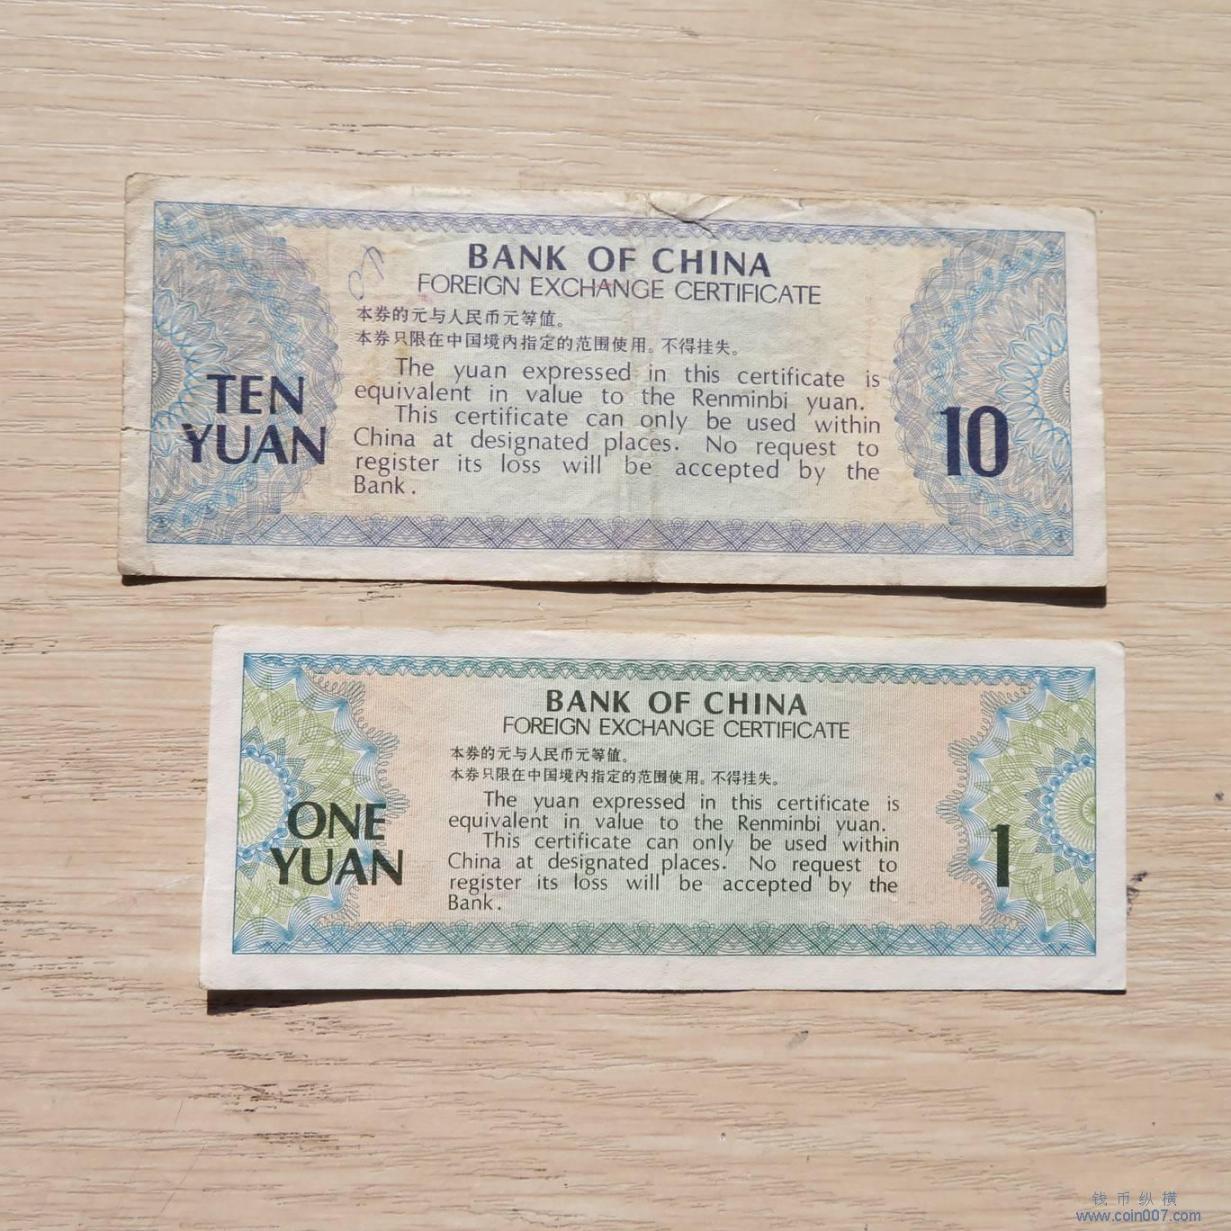 BANK OF CHINA
FOREIGN EXCHANGE CERTIFICATE
本券的元与人民币元等值。
本券只限在中国境内指定的范围使用。不得挂失。
The yuan expressed in this certificate is
equivalent in value to the Renminbi yuan.
This certificate can only be used within
China at designated places. No request to
register its loss will be accepted by the
Bank.
TEN
YUAN
10
BANK OF CHINA
FOREIGN EXCHANGE CERTIFICATE
本券的元与人民币元等值。
本券只限在中国境内指定的范围使用。不得挂失。
The yuan expressed in this certificate is
equivalent in value to the Renminbi yuan.
This certificate can only be used within
China at designated places. No request to
register its loss will be accepted by the
Bank.
ONE
YUAN
1
钱币纵横
www.coin007.com